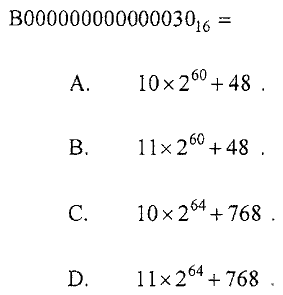 B000000000000030₁₆ =
A. 10×2⁶⁰+48 .
B. 11×2⁶⁰+48 .
C. 10×2⁶⁴+768 .
D. 11×2⁶⁴+768 .